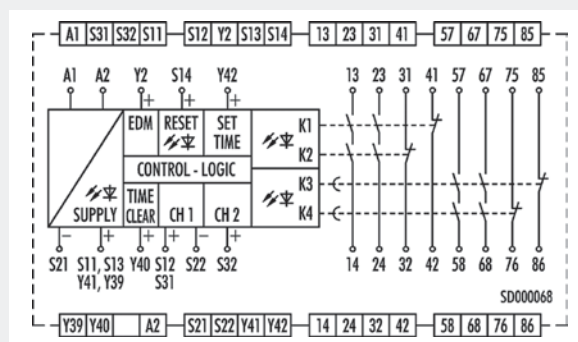 A1 S31 S32 S11 S12 Y2 S13 S14 13 23 31 41 57 67 75 85
A1 A2 Y2 S14 Y42 13 23 31 41 57 67 75 85
+ + +
EDM RESET SET TIME K1
K2
CONTROL - LOGIC
K3
SUPPLY TIME CLEAR CH 1 CH 2 K4
- + + + - +
S21 S11, S13 Y40 S12 S22 S32 14 24 32 42 58 68 76 86
Y41, Y39 S31
SD000068
Y39 Y40 A2 S21 S22 Y41 Y42 14 24 32 42 58 68 76 86